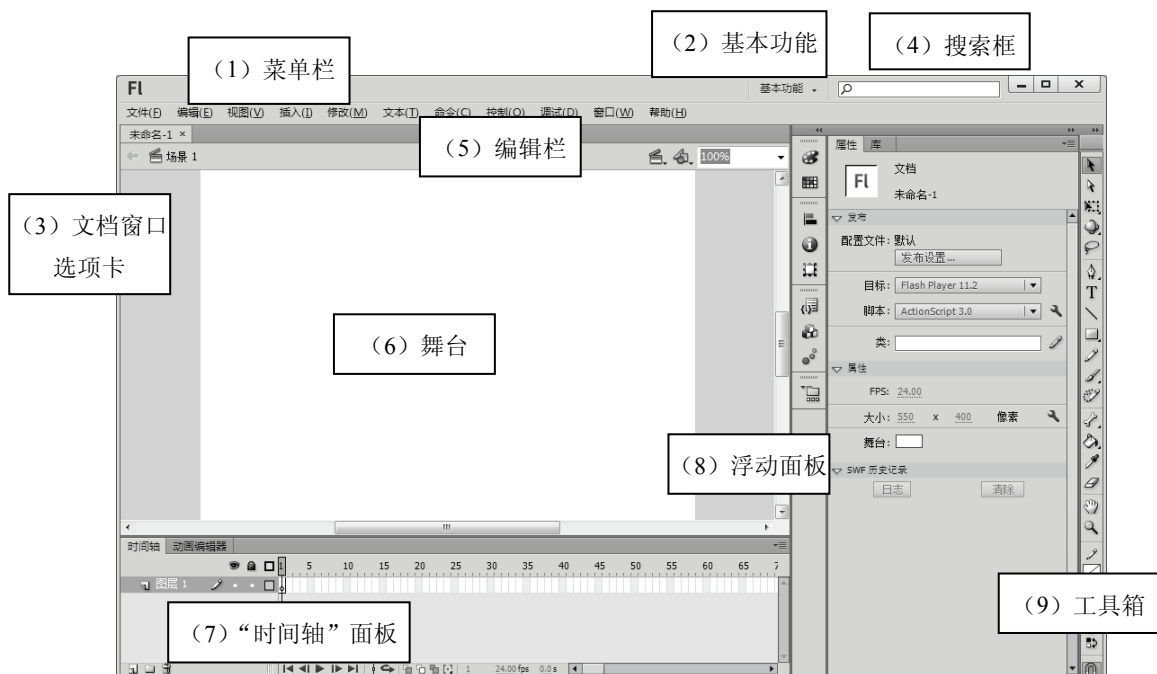 （2）基本功能
（4）搜索框
（1）菜单栏
Fl
基本功能
文件(F) 编辑(E) 视图(V) 插入(I) 修改(M) 文本(T) 命令(C) 控制(O) 调试(D) 窗口(W) 帮助(H)
未命名-1 ×
（5）编辑栏
场景 1
100%
属性 库
Fl
文档
未命名-1
（3）文档窗口
选项卡
发布
配置文件: 默认
发布设置...
目标: Flash Player 11.2
脚本: ActionScript 3.0
类:
（6）舞台
属性
FPS: 24.00
大小: 550 x 400 像素
舞台:
（8）浮动面板
SWF 历史记录
日志 清除
时间轴 动画编辑器
1 5 10 15 20 25 30 35 40 45 50 55 60 65 7
图层 1
（7）“时间轴”面板
（9）工具箱
1 24.00 fps 0.0 s